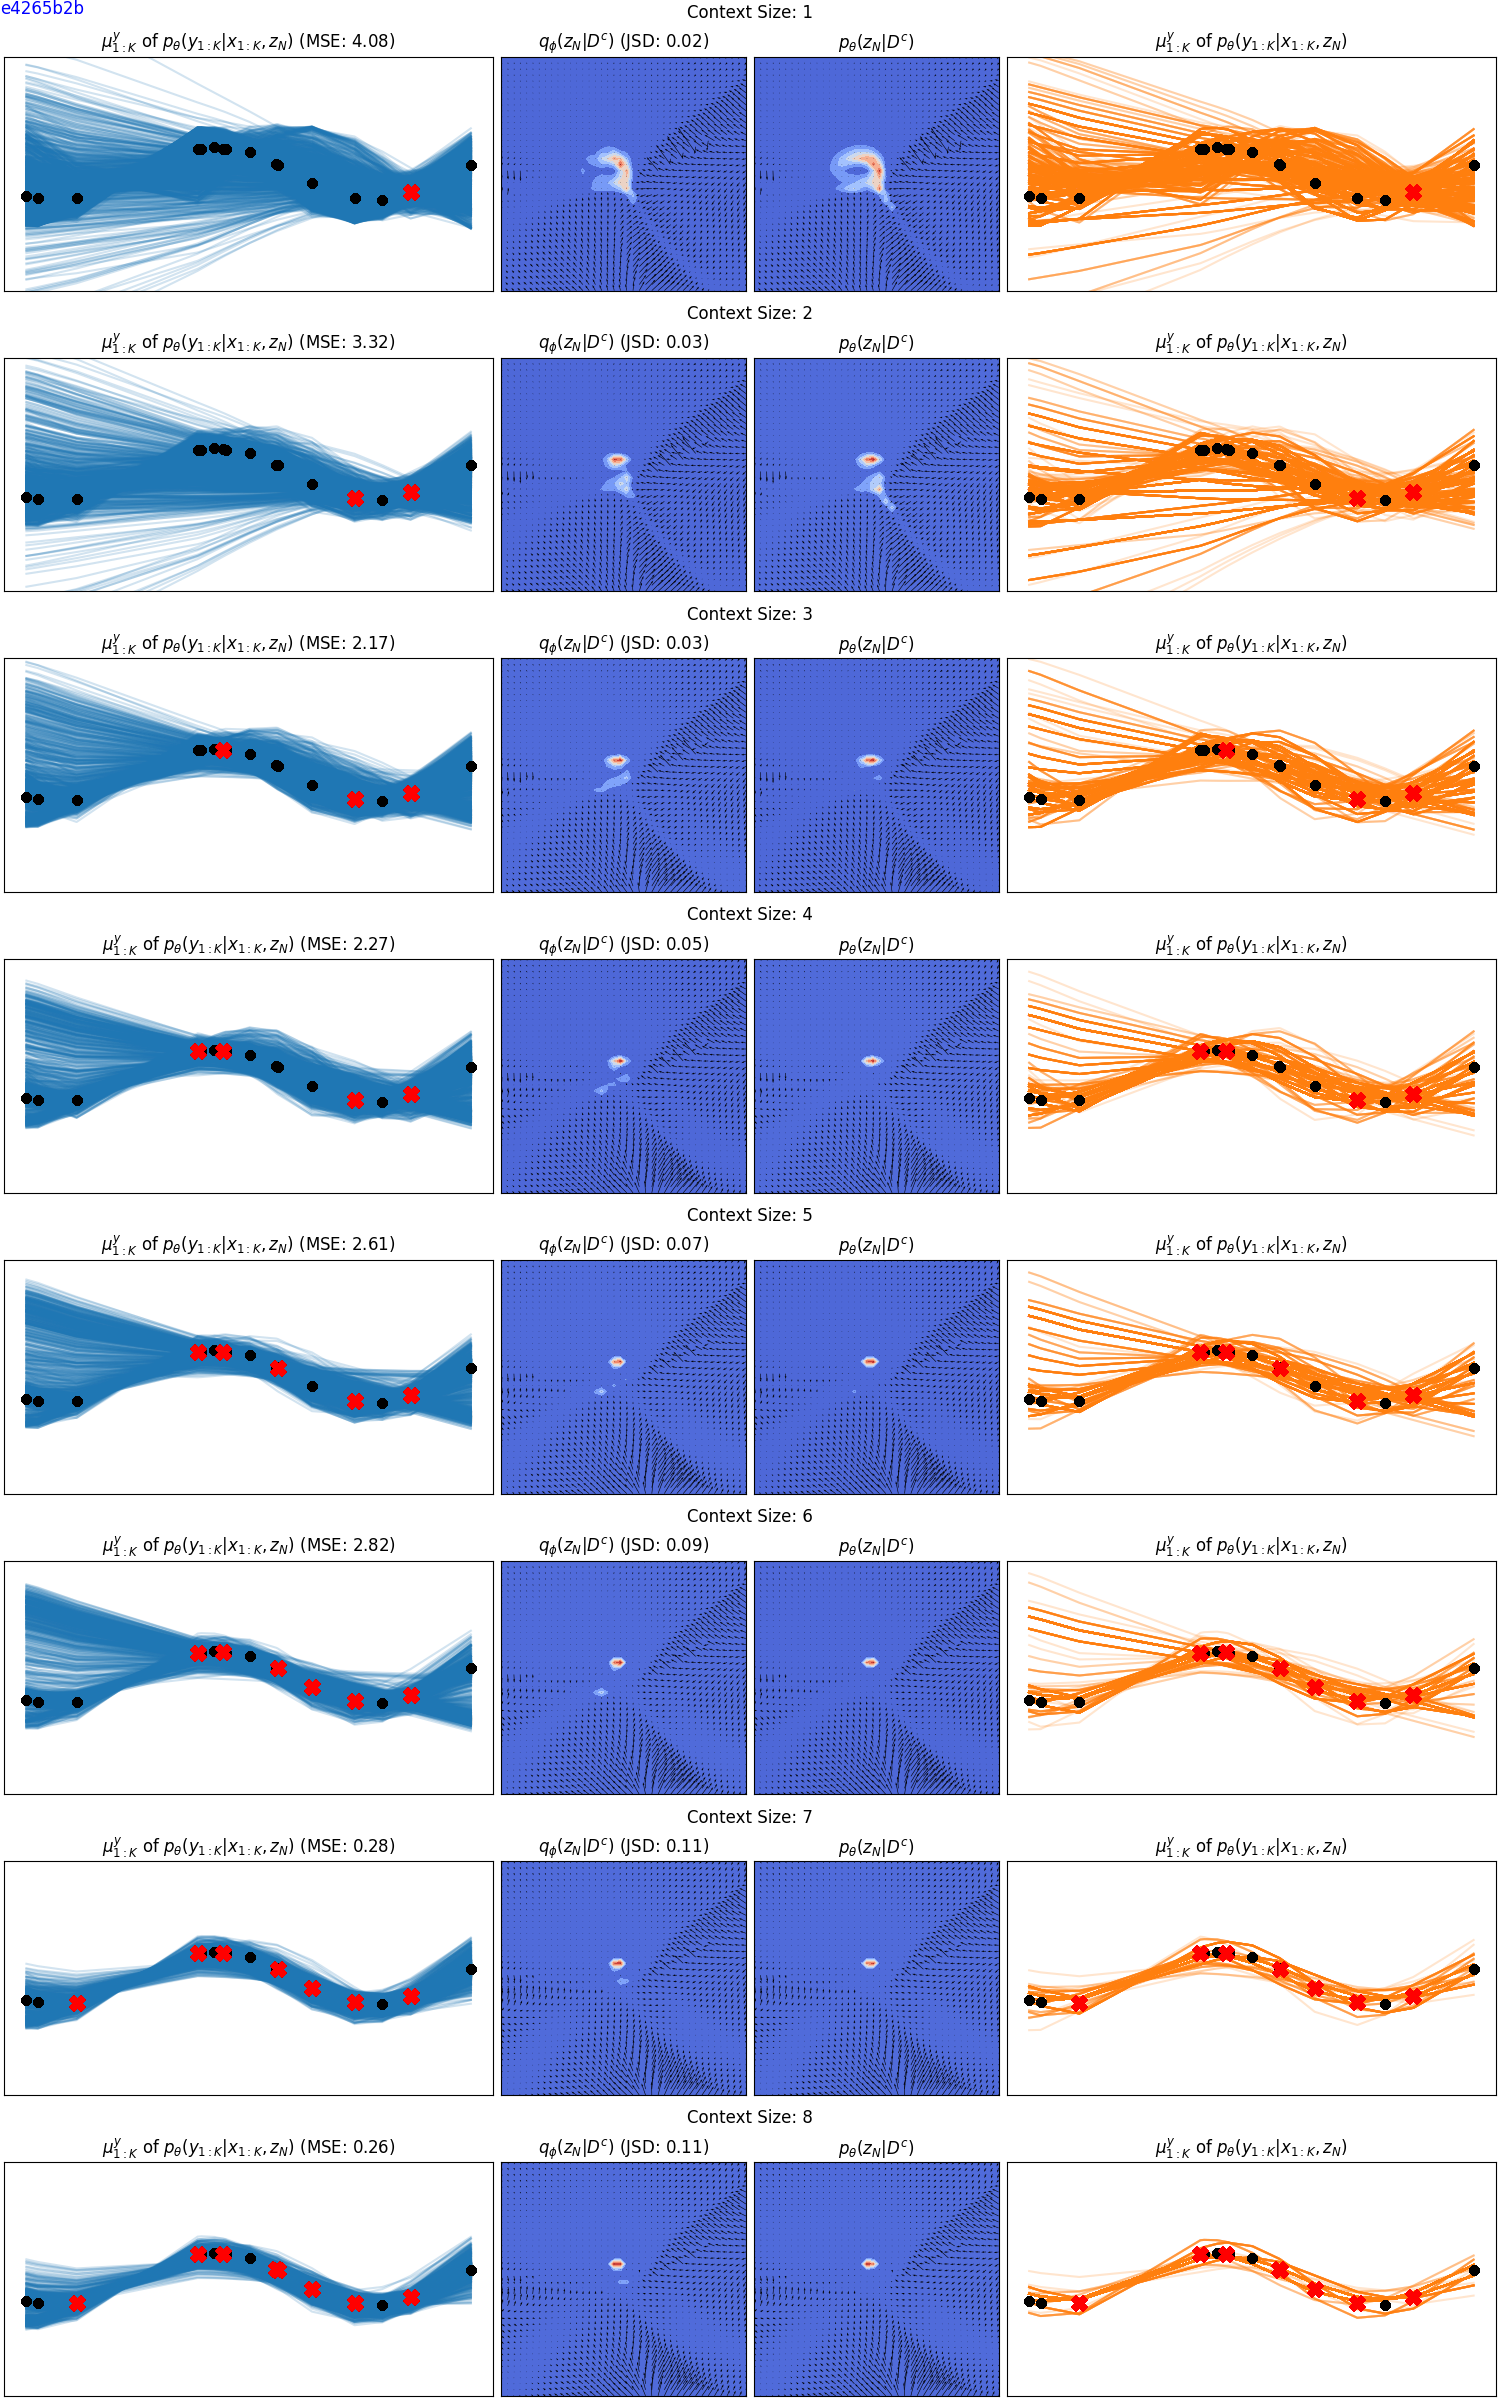 e4265b2b
Context Size: 1
μ^y_{1:K} of p_θ(y_{1:K}|x_{1:K}, z_N) (MSE: 4.08) q_ϕ(z_N|D^c) (JSD: 0.02) p_θ(z_N|D^c) μ^y_{1:K} of p_θ(y_{1:K}|x_{1:K}, z_N)
Context Size: 2
μ^y_{1:K} of p_θ(y_{1:K}|x_{1:K}, z_N) (MSE: 3.32) q_ϕ(z_N|D^c) (JSD: 0.03) p_θ(z_N|D^c) μ^y_{1:K} of p_θ(y_{1:K}|x_{1:K}, z_N)
Context Size: 3
μ^y_{1:K} of p_θ(y_{1:K}|x_{1:K}, z_N) (MSE: 2.17) q_ϕ(z_N|D^c) (JSD: 0.03) p_θ(z_N|D^c) μ^y_{1:K} of p_θ(y_{1:K}|x_{1:K}, z_N)
Context Size: 4
μ^y_{1:K} of p_θ(y_{1:K}|x_{1:K}, z_N) (MSE: 2.27) q_ϕ(z_N|D^c) (JSD: 0.05) p_θ(z_N|D^c) μ^y_{1:K} of p_θ(y_{1:K}|x_{1:K}, z_N)
Context Size: 5
μ^y_{1:K} of p_θ(y_{1:K}|x_{1:K}, z_N) (MSE: 2.61) q_ϕ(z_N|D^c) (JSD: 0.07) p_θ(z_N|D^c) μ^y_{1:K} of p_θ(y_{1:K}|x_{1:K}, z_N)
Context Size: 6
μ^y_{1:K} of p_θ(y_{1:K}|x_{1:K}, z_N) (MSE: 2.82) q_ϕ(z_N|D^c) (JSD: 0.09) p_θ(z_N|D^c) μ^y_{1:K} of p_θ(y_{1:K}|x_{1:K}, z_N)
Context Size: 7
μ^y_{1:K} of p_θ(y_{1:K}|x_{1:K}, z_N) (MSE: 0.28) q_ϕ(z_N|D^c) (JSD: 0.11) p_θ(z_N|D^c) μ^y_{1:K} of p_θ(y_{1:K}|x_{1:K}, z_N)
Context Size: 8
μ^y_{1:K} of p_θ(y_{1:K}|x_{1:K}, z_N) (MSE: 0.26) q_ϕ(z_N|D^c) (JSD: 0.11) p_θ(z_N|D^c) μ^y_{1:K} of p_θ(y_{1:K}|x_{1:K}, z_N)